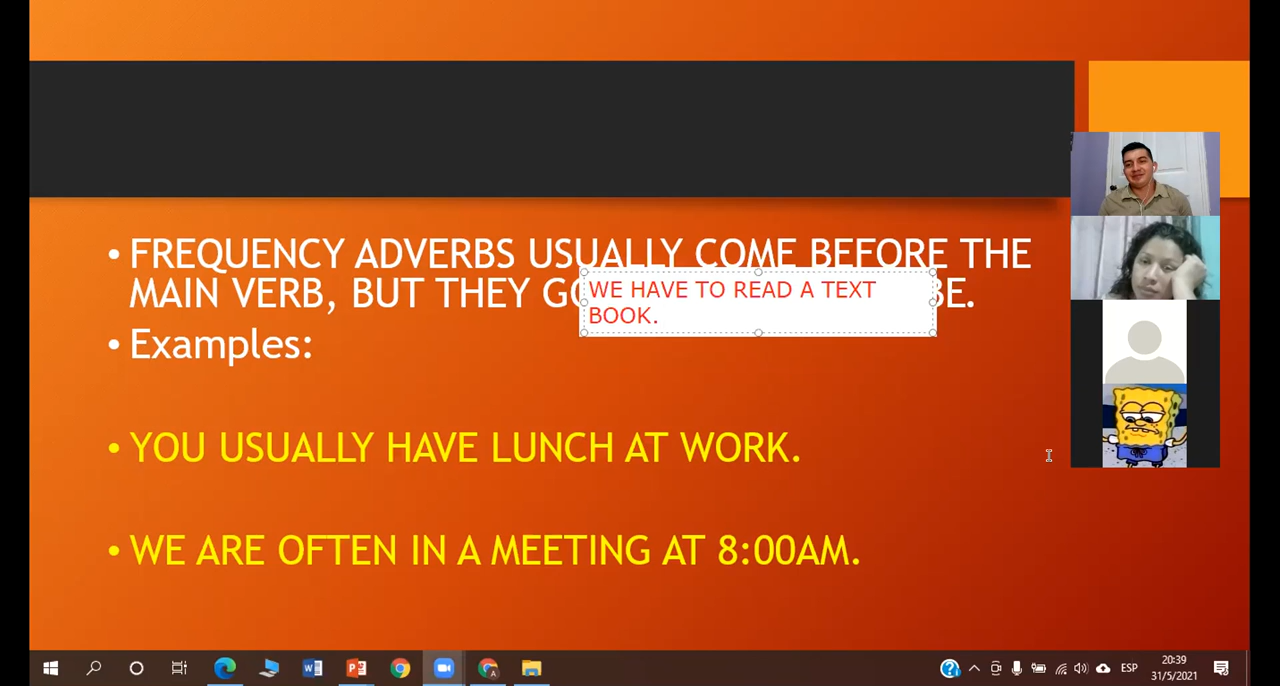 • FREQUENCY ADVERBS USUALLY COME BEFORE THE
MAIN VERB, BUT THEY GO BE.
WE HAVE TO READ A TEXT
BOOK.
• Examples:
• YOU USUALLY HAVE LUNCH AT WORK.
• WE ARE OFTEN IN A MEETING AT 8:00AM.
ESP
20:39
31/5/2021